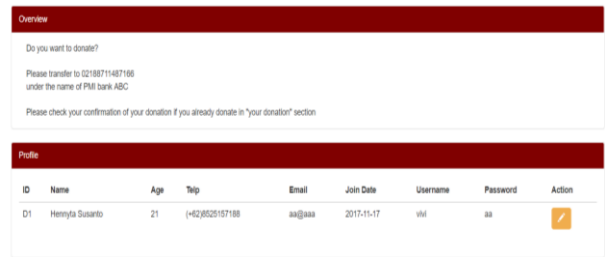 Overview
Do you want to donate?
Please transfer to 02188711487166
under the name of PMI bank ABC
Please check your confirmation of your donation if you already donate in "your donation" section
Profile
ID Name Age Telp Email Join Date Username Password Action
D1 Hennyta Susanto 21 (+62)8525157188 aa@aaa 2017-11-17 vivi aa